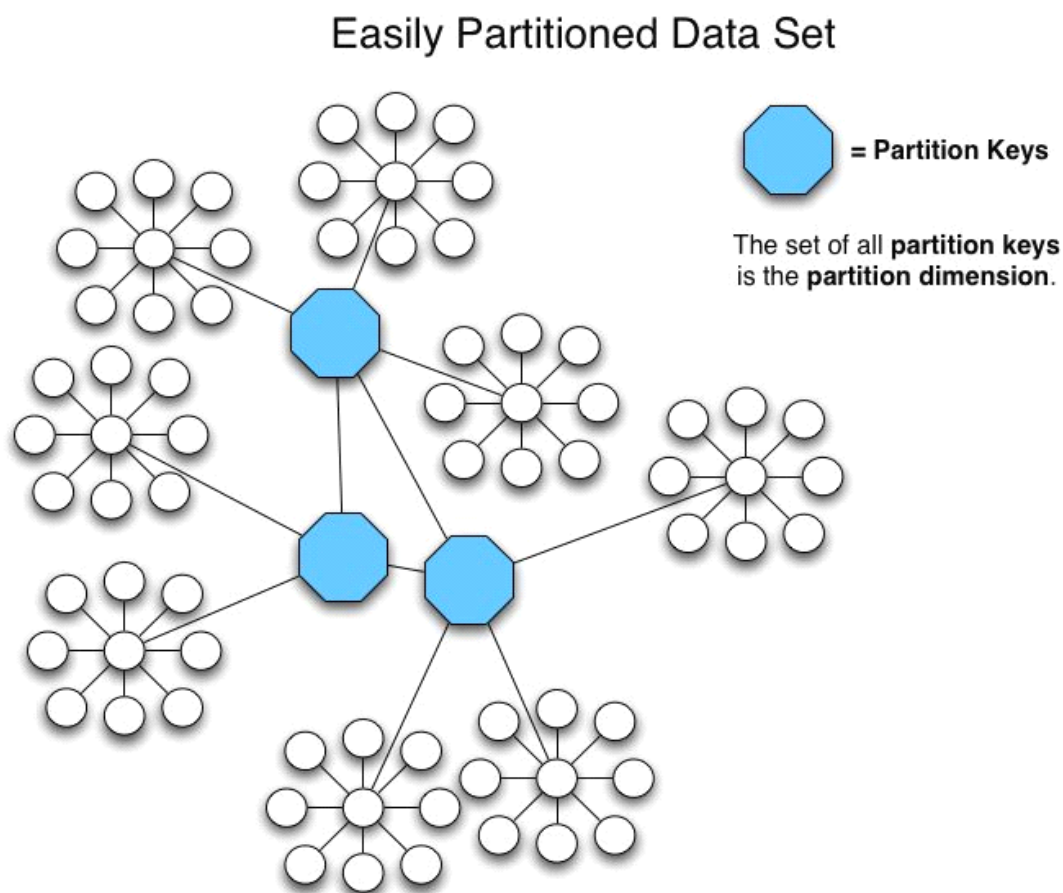 Easily Partitioned Data Set
= Partition Keys
The set of all partition keys
is the partition dimension.